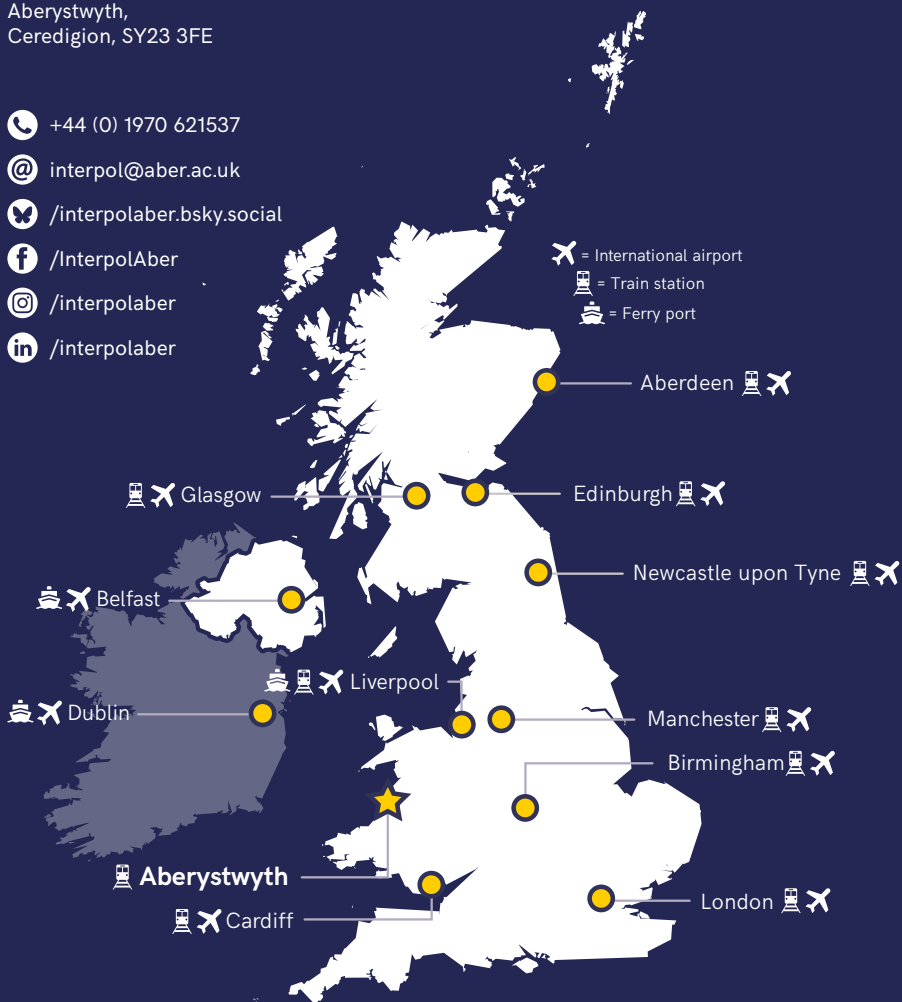 Aberystwyth,
Ceredigion, SY23 3FE
+44 (0) 1970 621537
interpol@aber.ac.uk
/interpolaber.bsky.social
/InterpolAber
/interpolaber
in /interpolaber
= International airport
= Train station
= Ferry port
Aberdeen
Glasgow
Edinburgh
Newcastle upon Tyne
Belfast
Liverpool
Dublin
Manchester
Birmingham
Aberystwyth
London
Cardiff